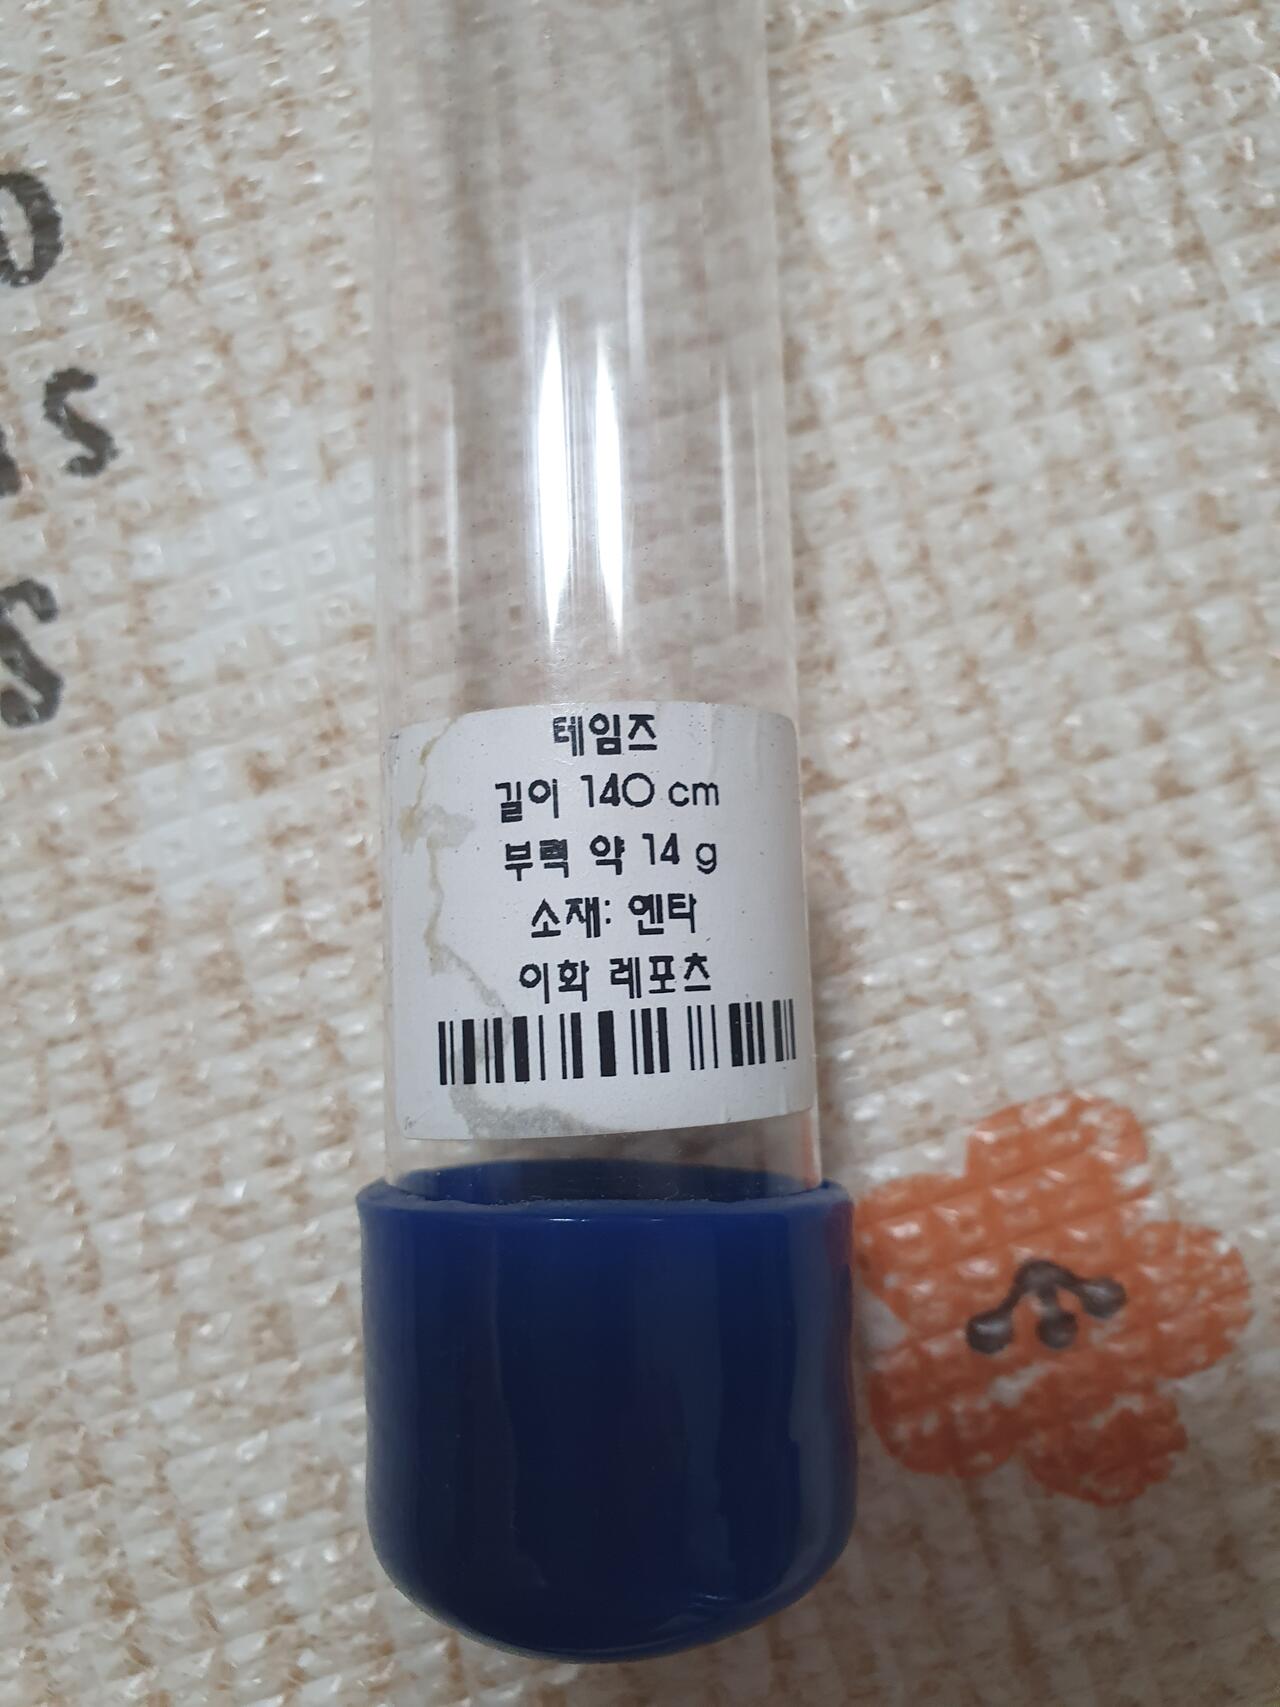 테임즈
길이 140 cm
부력 약 14 g
소재: 옌타
이화 레포츠